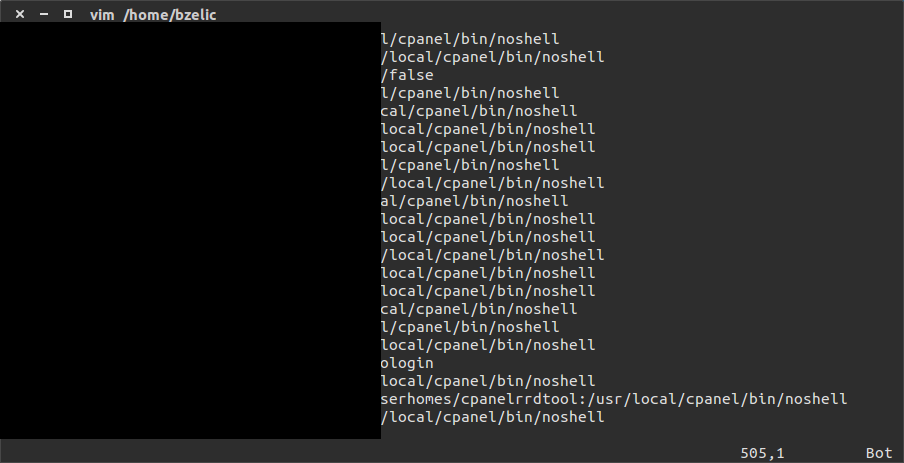 vim /home/bzelic
l/cpanel/bin/noshell
/local/cpanel/bin/noshell
/false
l/cpanel/bin/noshell
cal/cpanel/bin/noshell
local/cpanel/bin/noshell
local/cpanel/bin/noshell
l/cpanel/bin/noshell
/local/cpanel/bin/noshell
al/cpanel/bin/noshell
local/cpanel/bin/noshell
local/cpanel/bin/noshell
/local/cpanel/bin/noshell
local/cpanel/bin/noshell
local/cpanel/bin/noshell
cal/cpanel/bin/noshell
l/cpanel/bin/noshell
local/cpanel/bin/noshell
ologin
local/cpanel/bin/noshell
serhomes/cpanelrrdtool:/usr/local/cpanel/bin/noshell
/local/cpanel/bin/noshell
505,1 Bot